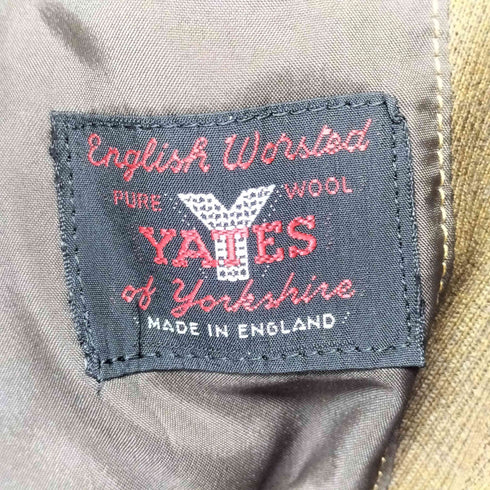 English Worsted
PURE WOOL
Y
YATES
of Yorkshire
MADE IN ENGLAND